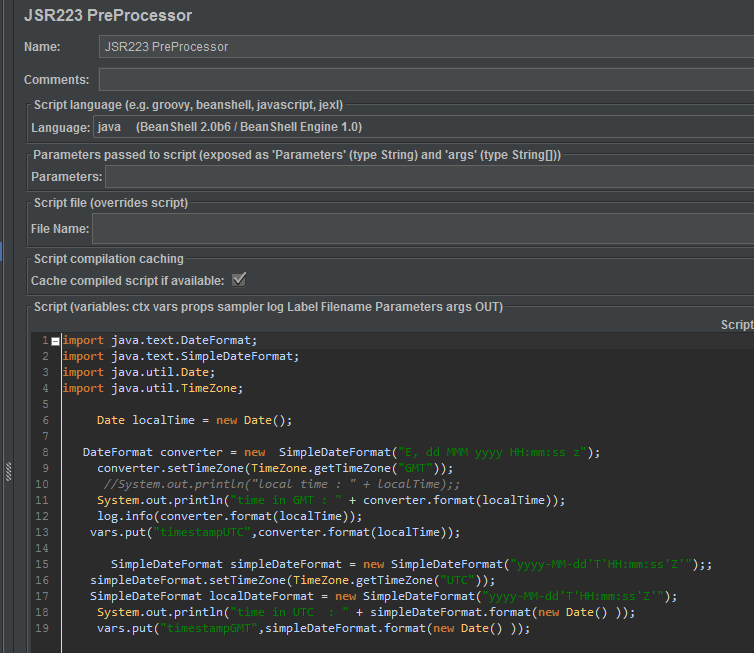 JSR223 PreProcessor
Name: JSR223 PreProcessor
Comments:
Script language (e.g. groovy, beanshell, javascript, jexl)
Language: java (BeanShell 2.0b6 / BeanShell Engine 1.0)
Parameters passed to script (exposed as 'Parameters' (type String) and 'args' (type String[]))
Parameters:
Script file (overrides script)
File Name:
Script compilation caching
Cache compiled script if available:
Script (variables: ctx vars props sampler log Label Filename Parameters args OUT)
Script
1 import java.text.DateFormat;
2 import java.text.SimpleDateFormat;
3 import java.util.Date;
4 import java.util.TimeZone;
5
6 Date localTime = new Date();
7
8 DateFormat converter = new SimpleDateFormat("E, dd MMM yyyy HH:mm:ss z");
9 converter.setTimeZone(TimeZone.getTimeZone("GMT"));
10 //System.out.println("local time : " + localTime);;
11 System.out.println("time in GMT : " + converter.format(localTime));
12 log.info(converter.format(localTime));
13 vars.put("timestampUTC",converter.format(localTime));
14
15 SimpleDateFormat simpleDateFormat = new SimpleDateFormat("yyyy-MM-dd'T'HH:mm:ss'Z'");;
16 simpleDateFormat.setTimeZone(TimeZone.getTimeZone("UTC"));
17 SimpleDateFormat localDateFormat = new SimpleDateFormat("yyyy-MM-dd'T'HH:mm:ss'Z'");
18 System.out.println("time in UTC  : " + simpleDateFormat.format(new Date() ));
19 vars.put("timestampGMT",simpleDateFormat.format(new Date() ));